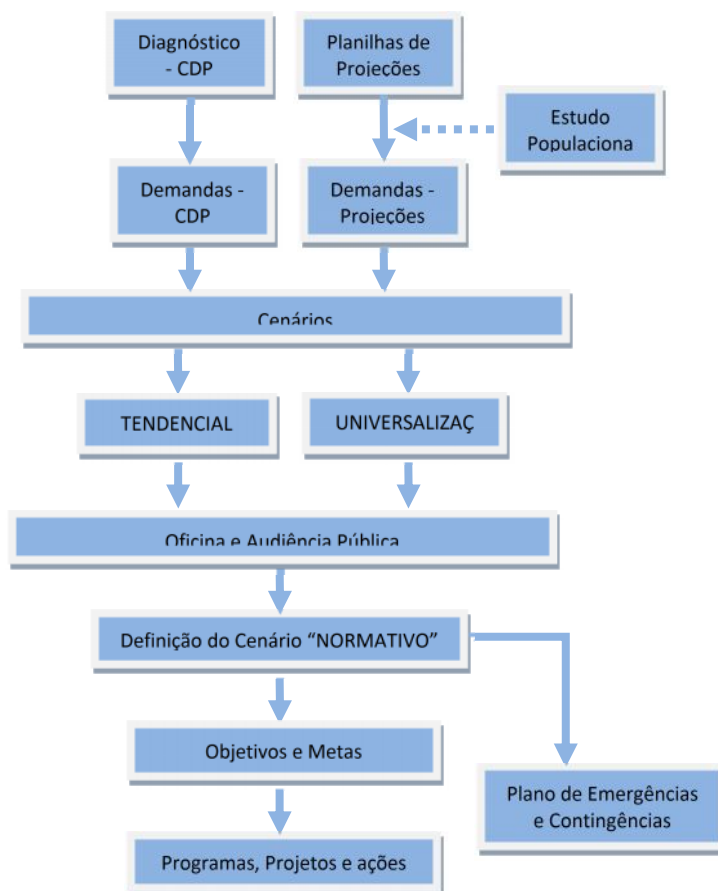 Diagnóstico
- CDP
Planilhas de
Projeções
Estudo
Populaciona
Demandas -
CDP
Demandas -
Projeções
Cenários
TENDENCIAL
UNIVERSALIZAÇ
Oficina e Audiência Pública
Definição do Cenário “NORMATIVO”
Objetivos e Metas
Plano de Emergências
e Contingências
Programas, Projetos e ações